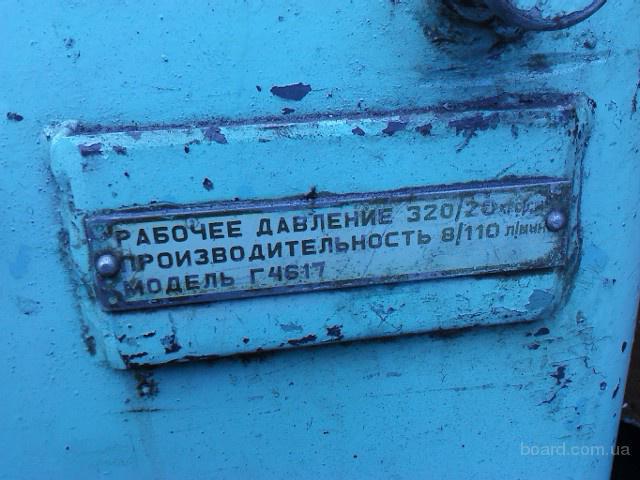 РАБОЧЕЕ ДАВЛЕНИЕ 320/20
ПРОИЗВОДИТЕЛЬНОСТЬ 8/110 л/мин
МОДЕЛЬ Г4617
board.com.ua